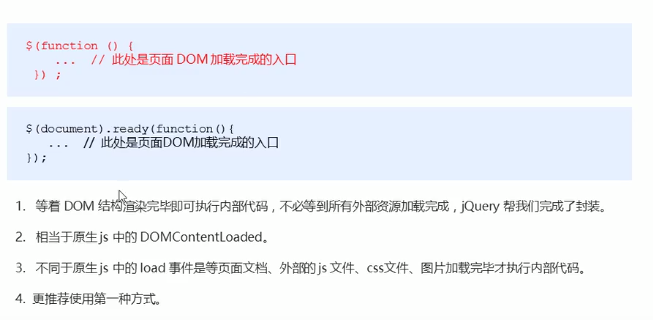 $(function () {
... // 此处是页面 DOM 加载完成的入口
}) ;
$(document).ready(function(){
... // 此处是页面DOM加载完成的入口
});
1. 等着 DOM 结构渲染完毕即可执行内部代码，不必等到所有外部资源加载完成，jQuery 帮我们完成了封装。
2. 相当于原生 js 中的 DOMContentLoaded。
3. 不同于原生 js 中的 load 事件是等页面文档、外部的 js 文件、css文件、图片加载完毕才执行内部代码。
4. 更推荐使用第一种方式。